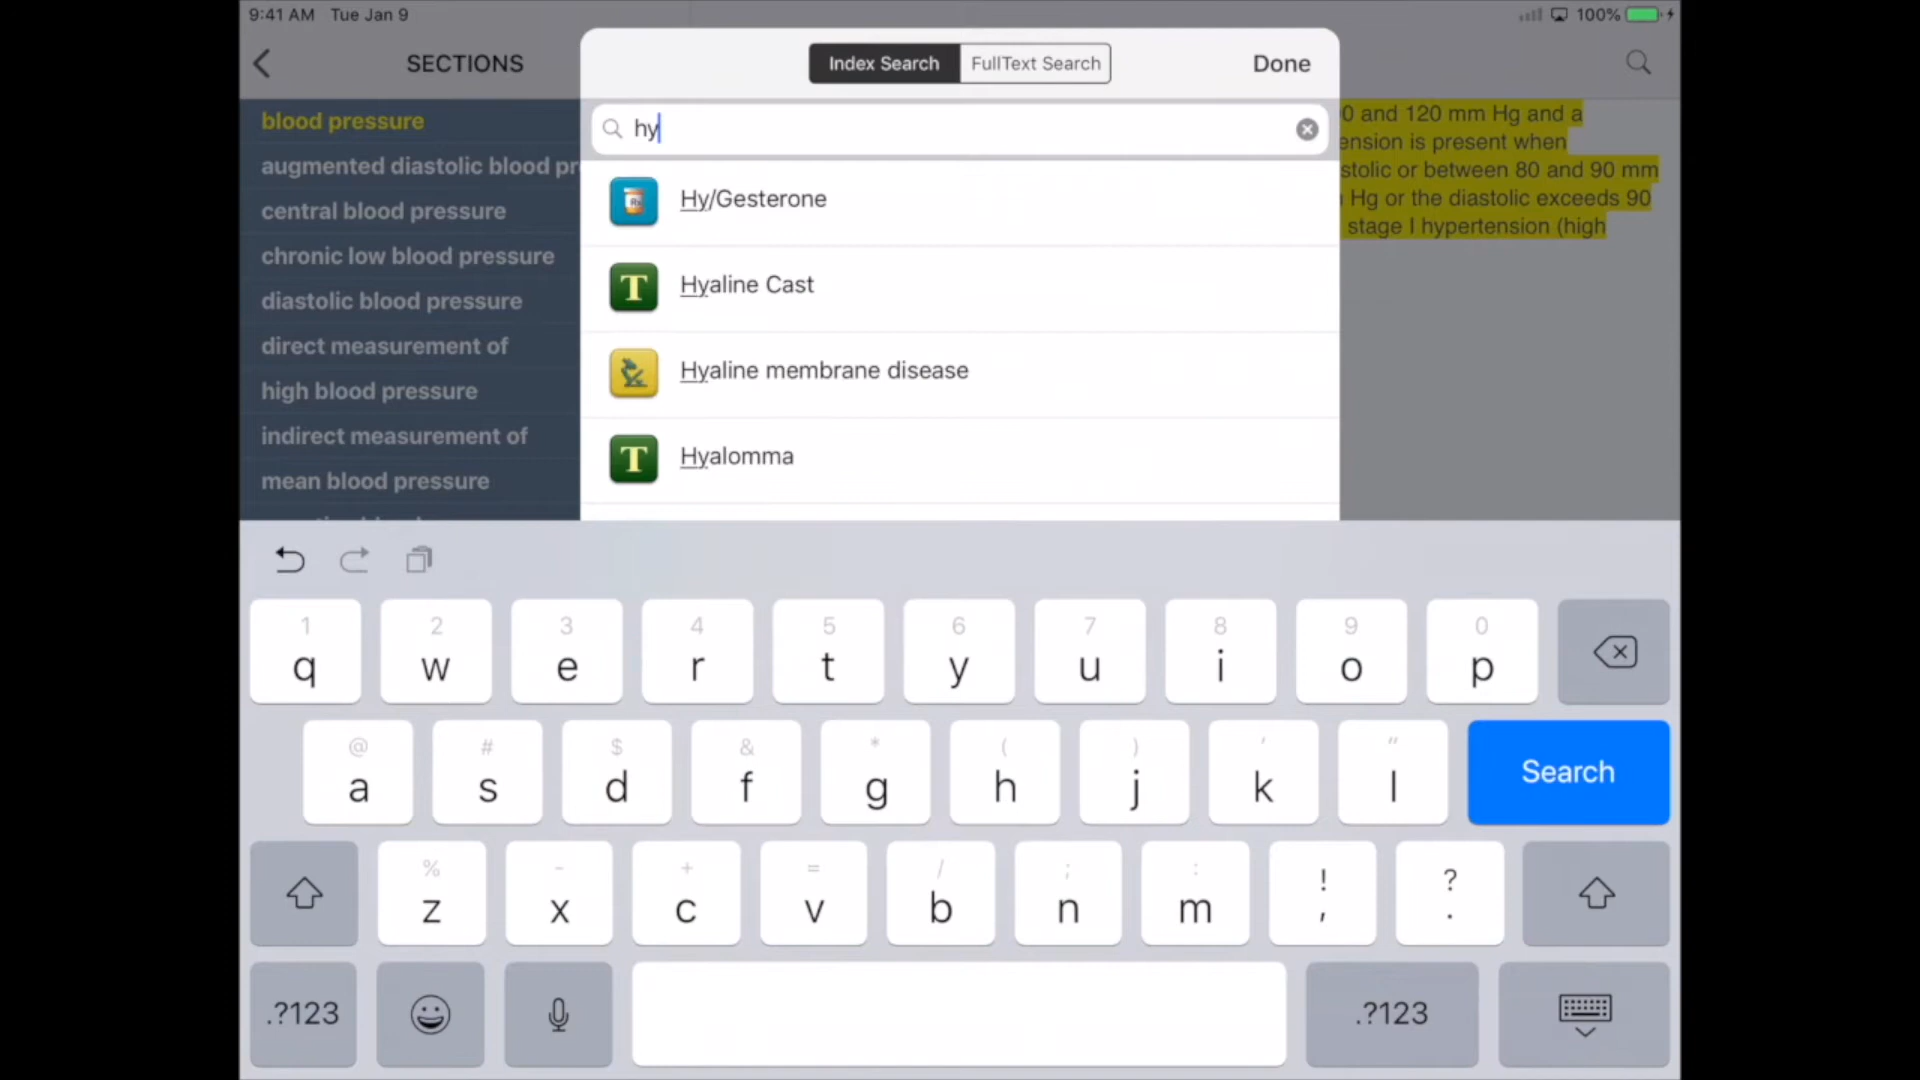 9:41 AM Tue Jan 9
100%
SECTIONS
Index Search
FullText Search
Done
hy
blood pressure
augmented diastolic blood pr
central blood pressure
chronic low blood pressure
diastolic blood pressure
direct measurement of
high blood pressure
indirect measurement of
mean blood pressure
Hy/Gesterone
T Hyaline Cast
Hyaline membrane disease
T Hyalomma
0 and 120 mm Hg and a
ension is present when
stolic or between 80 and 90 mm
Hg or the diastolic exceeds 90
stage I hypertension (high
1 2 3 4 5 6 7 8 9 0
q w e r t y u i o p
@ # $ & * ( ) ' "
a s d f g h j k l Search
% - + = / ; : ! ?
z x c v b n m , .
.?123 .?123